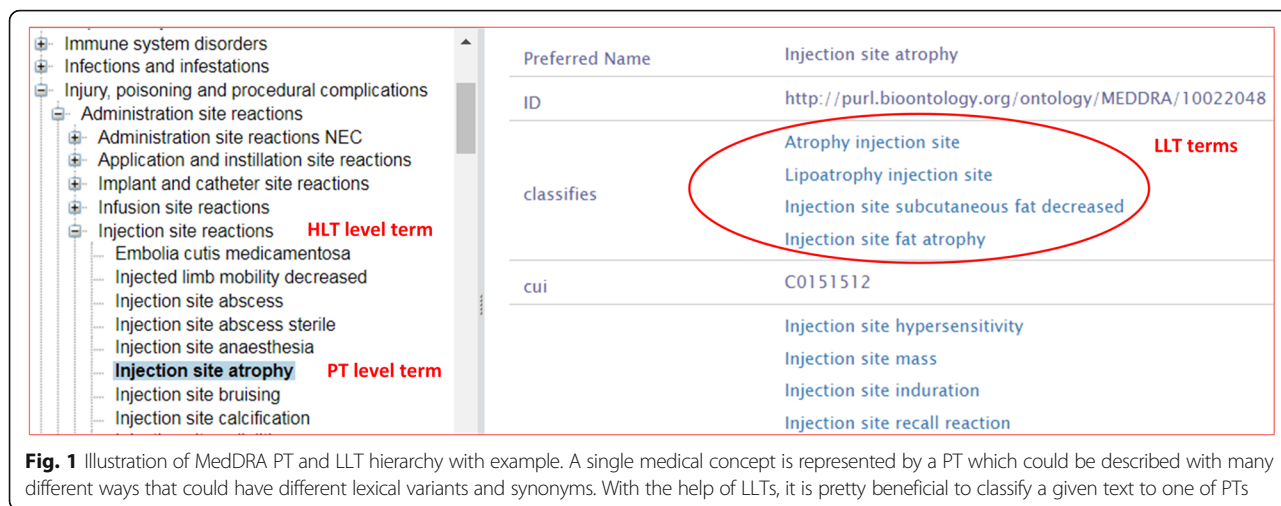 Immune system disorders
Infections and infestations
Injury, poisoning and procedural complications
Administration site reactions
Administration site reactions NEC
Application and instillation site reactions
Implant and catheter site reactions
Infusion site reactions
Injection site reactions HLT level term
Embolia cutis medicamentosa
Injected limb mobility decreased
Injection site abscess
Injection site abscess sterile
Injection site anaesthesia
Injection site atrophy PT level term
Injection site bruising
Injection site calcification
Preferred Name Injection site atrophy
ID http://purl.bioontology.org/ontology/MEDDRA/10022048
classifies
Atrophy injection site LLT terms
Lipoatrophy injection site
Injection site subcutaneous fat decreased
Injection site fat atrophy
cui C0151512
Injection site hypersensitivity
Injection site mass
Injection site induration
Injection site recall reaction
Fig. 1 Illustration of MedDRA PT and LLT hierarchy with example. A single medical concept is represented by a PT which could be described with many
different ways that could have different lexical variants and synonyms. With the help of LLTs, it is pretty beneficial to classify a given text to one of PTs